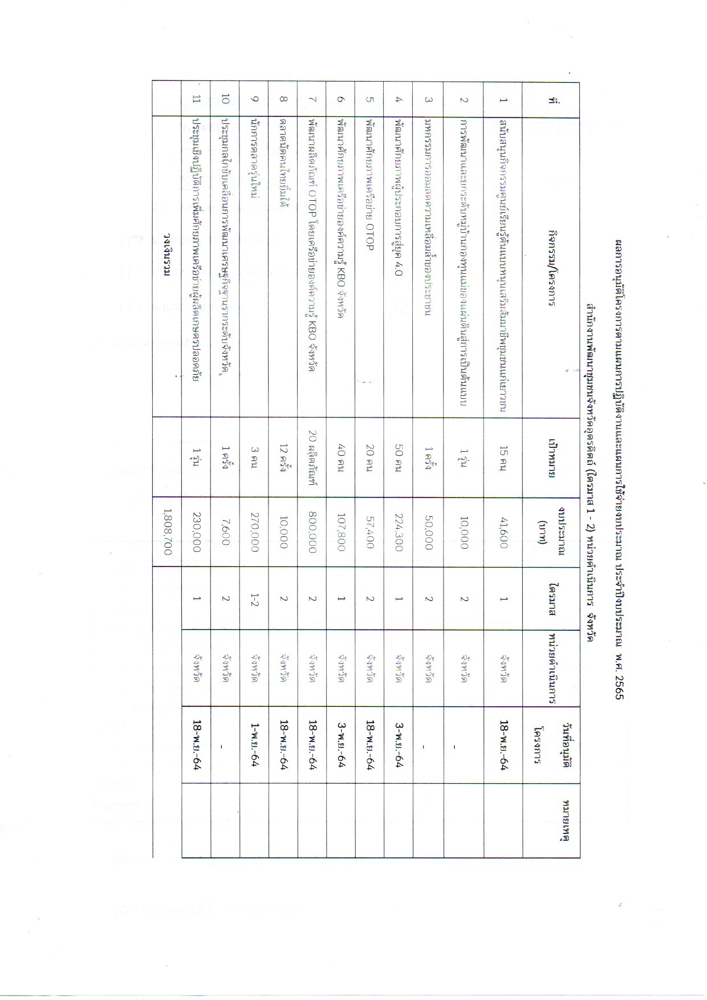 ผลการอนุมัติโครงการตามแผนการปฏิบัติงานและแผนการใช้จ่ายงบประมาณ ประจำปีงบประมาณ พ.ศ. 2565
สำนักงานพัฒนาชุมชนจังหวัดอุตรดิตถ์ (ไตรมาส 1 - 2) หน่วยดำเนินการ จังหวัด
ที่ กิจกรรม/โครงการ เป้าหมาย งบประมาณ (บาท) ไตรมาส หน่วยดำเนินการ วันที่อนุมัติโครงการ หมายเหตุ
1 สนับสนุนกิจกรรมศูนย์เรียนรู้ต้นแบบหนุนเสริมสัมมาชีพชุมชนแก่เยาวชน 15 คน 41,600 1 จังหวัด 18-พ.ย.-64
2 การพัฒนาและยกระดับหมู่บ้านกองทุนแม่ของแผ่นดินสู่การเป็นต้นแบบ 1 รุ่น 10,000 2 จังหวัด -
3 มหกรรมการออมลดความเหลื่อมล้ำของประชาชน 1 ครั้ง 50,000 2 จังหวัด -
4 พัฒนาศักยภาพผู้ประกอบการสู่ยุค 4.0 50 คน 224,300 1 จังหวัด 3-พ.ย.-64
5 พัฒนาศักยภาพเครือข่าย OTOP 20 คน 57,400 2 จังหวัด 18-พ.ย.-64
6 พัฒนาศักยภาพเครือข่ายองค์ความรู้ KBO จังหวัด 40 คน 107,800 1 จังหวัด 3-พ.ย.-64
7 พัฒนาผลิตภัณฑ์ OTOP โดยเครือข่ายองค์ความรู้ KBO จังหวัด 20 ผลิตภัณฑ์ 800,000 2 จังหวัด 18-พ.ย.-64
8 ตลาดนัดคนไทยยิ้มได้ 12 ครั้ง 10,000 2 จังหวัด 18-พ.ย.-64
9 นักการตลาดรุ่นใหม่ 3 คน 270,000 1-2 จังหวัด 1-พ.ย.-64
10 ประชุมกลไกขับเคลื่อนการพัฒนาเศรษฐกิจฐานรากระดับจังหวัด 1 ครั้ง 7,600 2 จังหวัด -
11 ประชุมเชิงปฏิบัติการเพิ่มศักยภาพเครือข่ายผู้ผลิตเกษตรปลอดภัย 1 รุ่น 230,000 1 จังหวัด 18-พ.ย.-64
วงเงินรวม 1,808,700